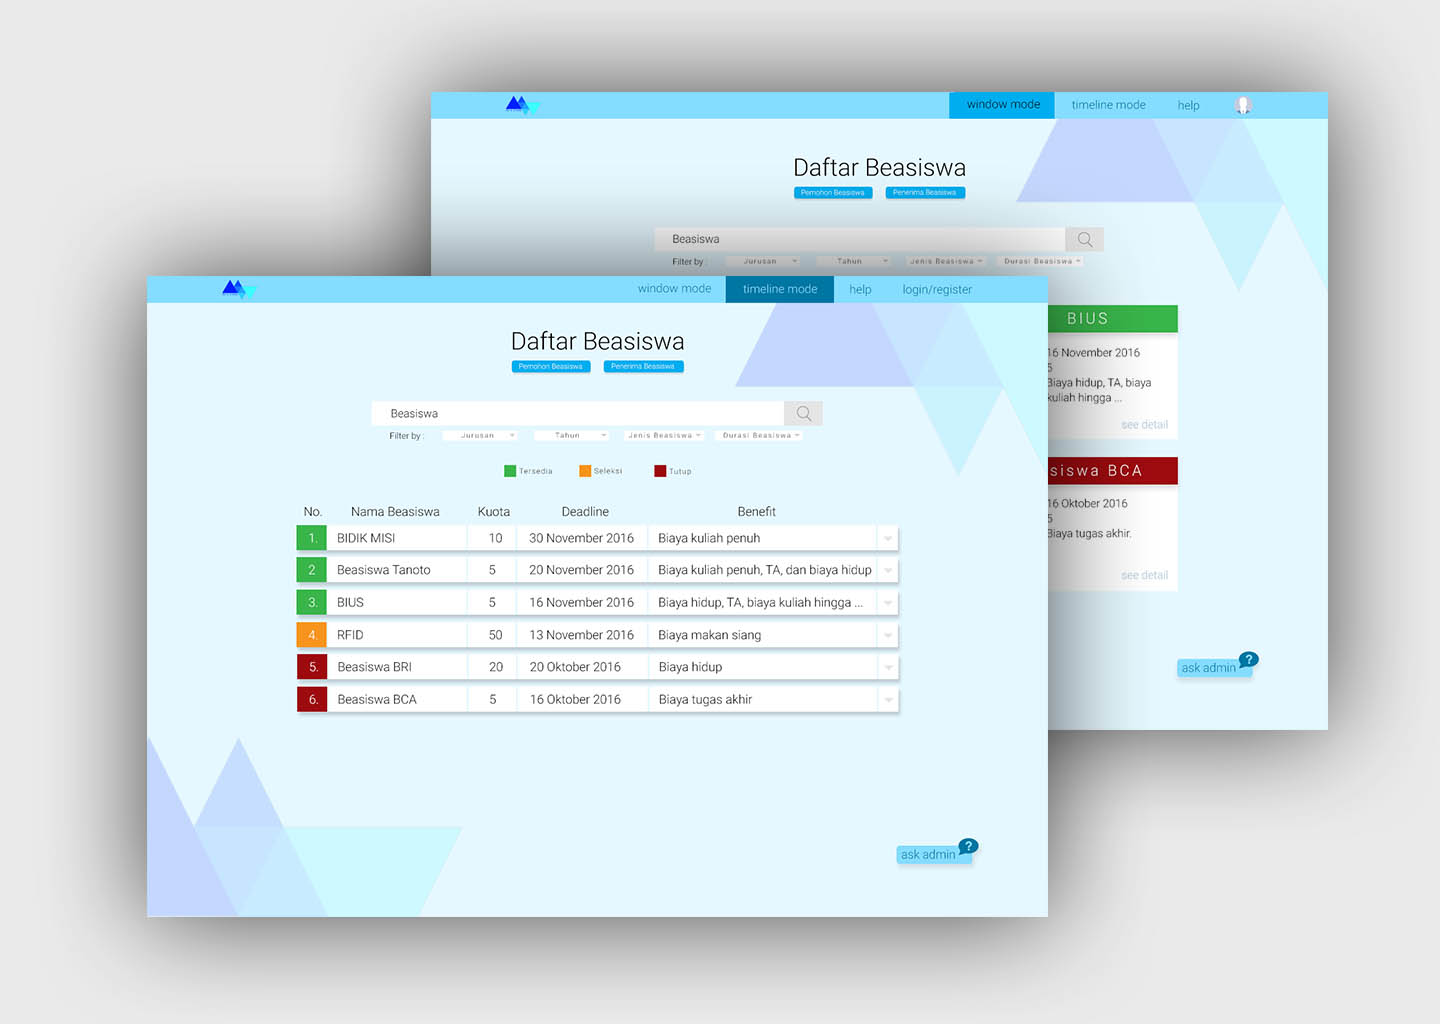 window mode timeline mode help
Daftar Beasiswa
Pemohon Beasiswa Penerima Beasiswa
Beasiswa
Filter by : Jurusan Tahun Jenis Beasiswa Durasi Beasiswa
BIUS
16 November 2016
5
Biaya hidup, TA, biaya
kuliah hingga ...
see detail
siswa BCA
16 Oktober 2016
5
Biaya tugas akhir.
see detail
ask admin ?
window mode timeline mode help login/register
Daftar Beasiswa
Pemohon Beasiswa Penerima Beasiswa
Beasiswa
Filter by : Jurusan Tahun Jenis Beasiswa Durasi Beasiswa
Tersedia Seleksi Tutup
No. Nama Beasiswa Kuota Deadline Benefit
1. BIDIK MISI 10 30 November 2016 Biaya kuliah penuh
2 Beasiswa Tanoto 5 20 November 2016 Biaya kuliah penuh, TA, dan biaya hidup
3. BIUS 5 16 November 2016 Biaya hidup, TA, biaya kuliah hingga ...
4. RFID 50 13 November 2016 Biaya makan siang
5. Beasiswa BRI 20 20 Oktober 2016 Biaya hidup
6. Beasiswa BCA 5 16 Oktober 2016 Biaya tugas akhir
ask admin ?